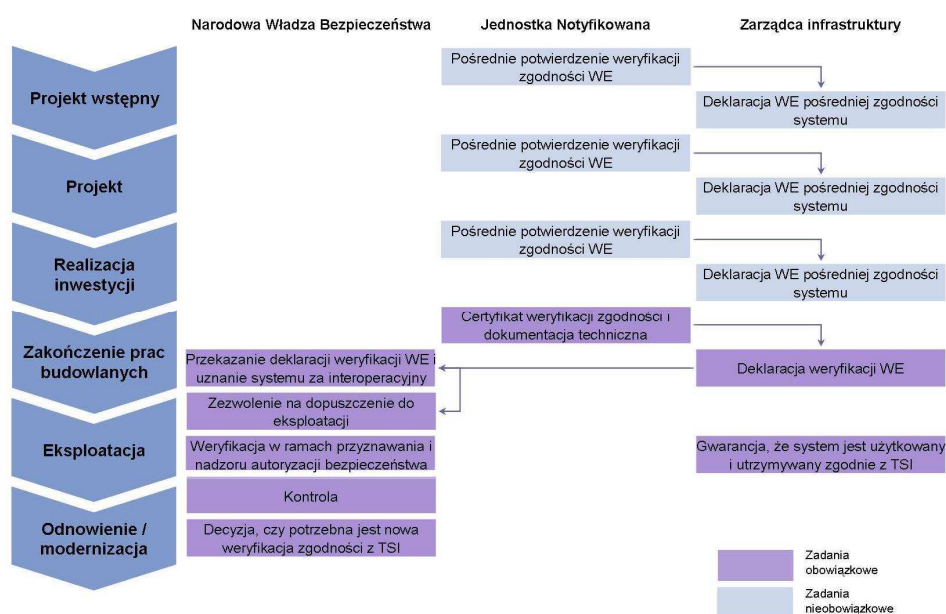 Narodowa Władza Bezpieczeństwa
Jednostka Notyfikowana
Zarządca infrastruktury
Projekt wstępny
Pośrednie potwierdzenie weryfikacji
zgodności WE
Deklaracja WE pośredniej zgodności
systemu
Projekt
Pośrednie potwierdzenie weryfikacji
zgodności WE
Deklaracja WE pośredniej zgodności
systemu
Realizacja
inwestycji
Pośrednie potwierdzenie weryfikacji
zgodności WE
Deklaracja WE pośredniej zgodności
systemu
Zakończenie prac
budowlanych
Certyfikat weryfikacji zgodności i
dokumentacja techniczna
Przekazanie deklaracji weryfikacji WE i
uznanie systemu za interoperacyjny
Deklaracja weryfikacji WE
Zezwolenie na dopuszczenie do
eksploatacji
Eksploatacja
Weryfikacja w ramach przyznawania i
nadzoru autoryzacji bezpieczeństwa
Gwarancja, że system jest użytkowany
i utrzymywany zgodnie z TSI
Kontrola
Odnowienie /
modernizacja
Decyzja, czy potrzebna jest nowa
weryfikacja zgodności z TSI
Zadania
obowiązkowe
Zadania
nieobowiązkowe